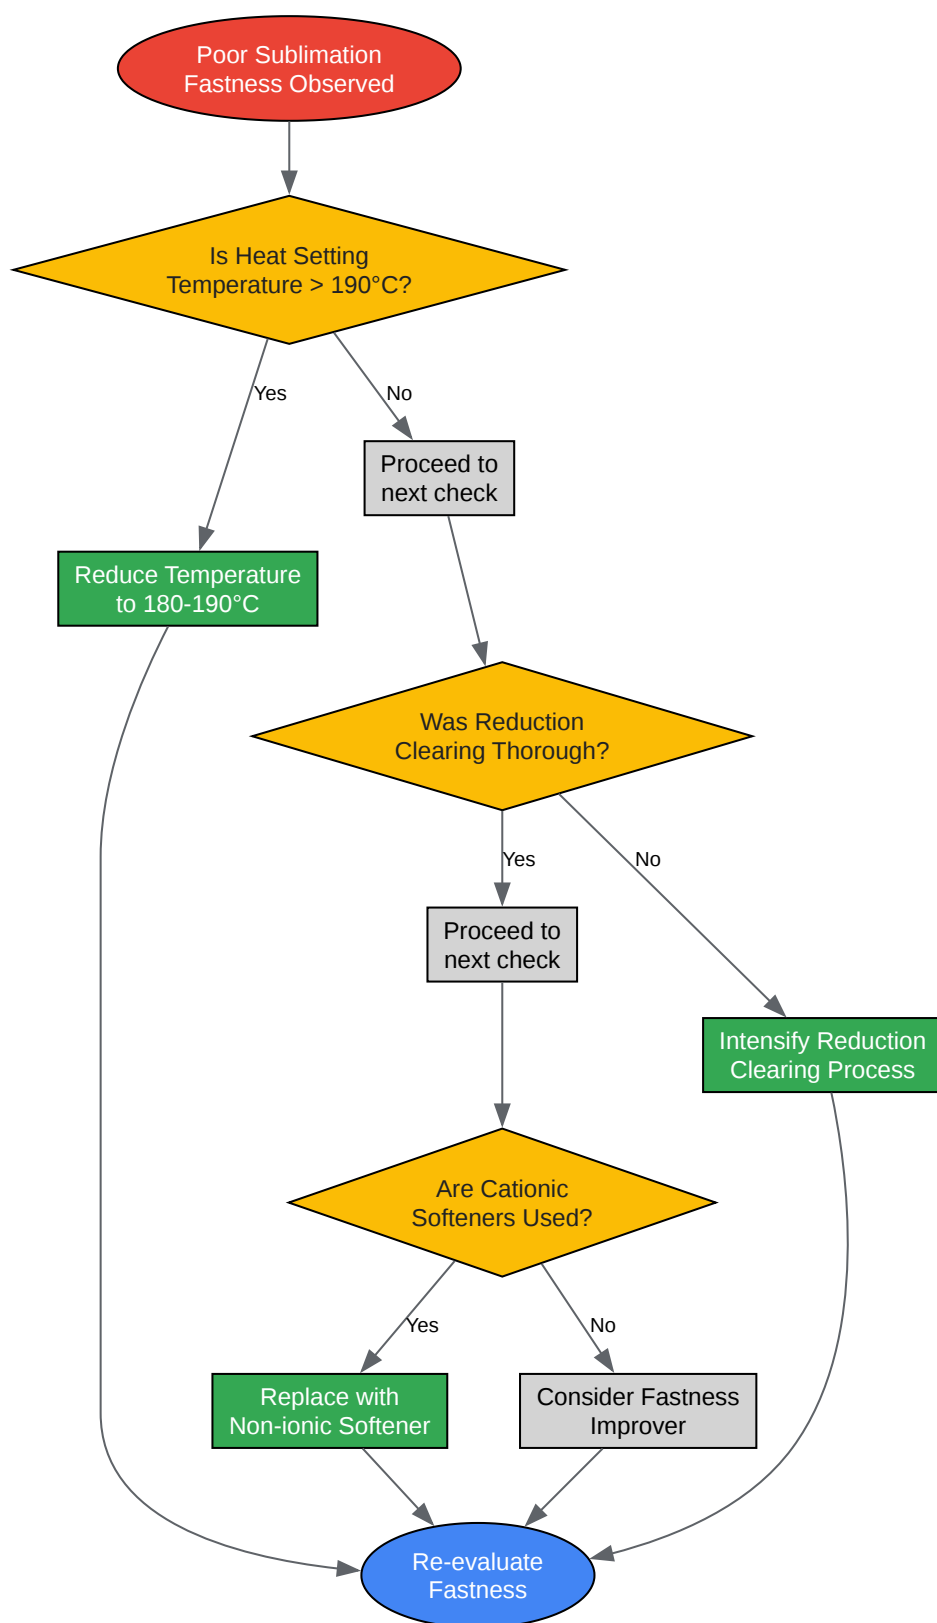 Poor Sublimation
Fastness Observed
Is Heat Setting
Temperature > 190°C?
Yes
No
Proceed to
next check
Reduce Temperature
to 180-190°C
Was Reduction
Clearing Thorough?
Yes
No
Proceed to
next check
Intensify Reduction
Clearing Process
Are Cationic
Softeners Used?
Yes
No
Replace with
Non-ionic Softener
Consider Fastness
Improver
Re-evaluate
Fastness